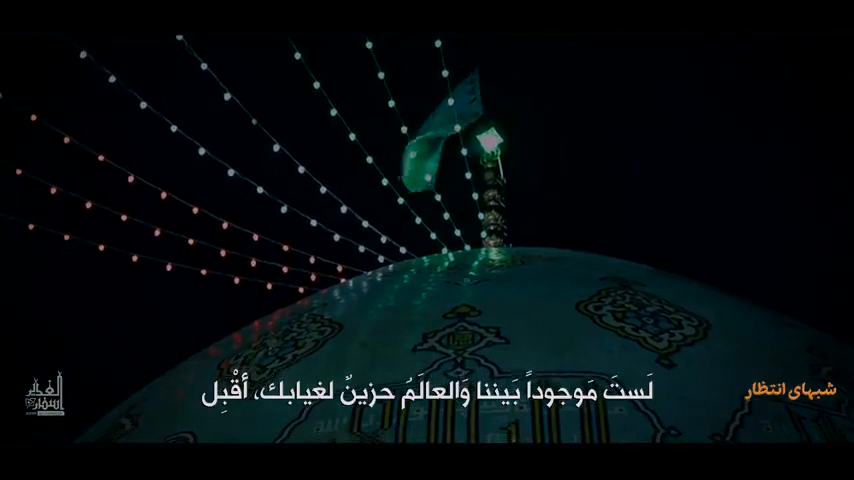 لَستَ مَوجوداً بَيننا وَالعالَمُ حزينٌ لغيابك، أقْبِل
شبهای انتظار